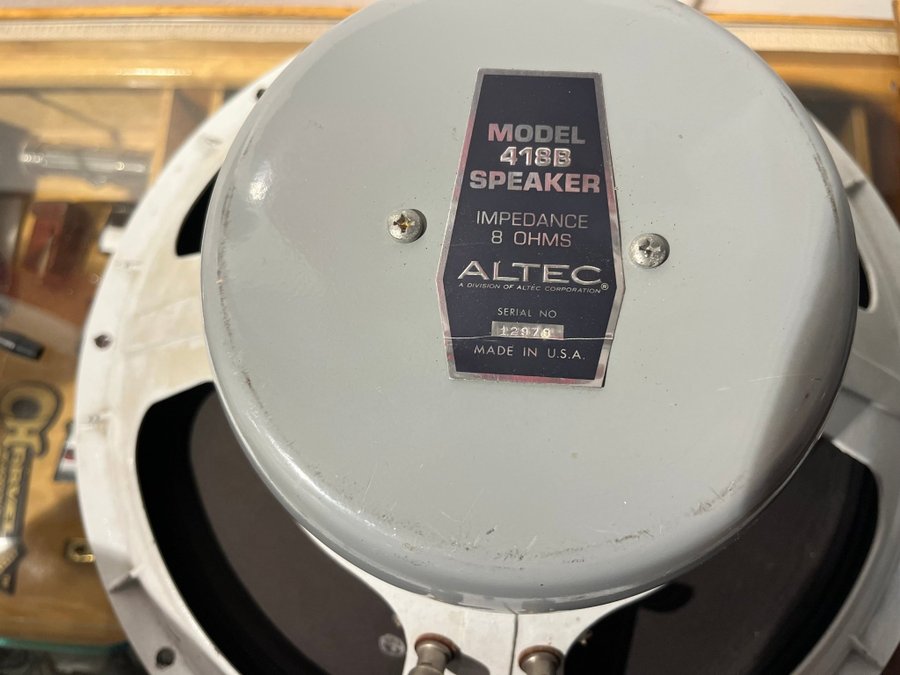 MODEL
418B
SPEAKER
IMPEDANCE
8 OHMS
ALTEC®
A DIVISION OF ALTEC CORPORATION
SERIAL NO
MADE IN U.S.A.